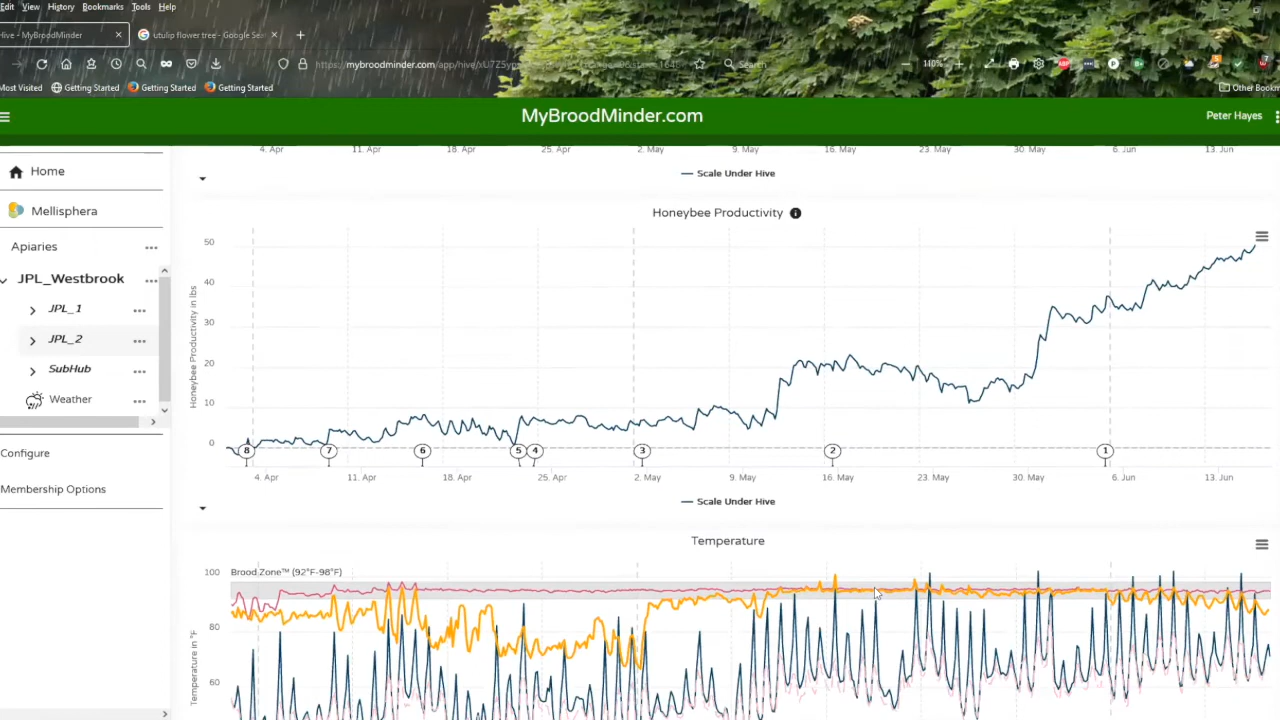 Edit View History Bookmarks Tools Help
Hive - MyBroodMinder × utulip flower tree - Google Sea × +
110% Search
Most Visited Getting Started Getting Started Getting Started Other Bookm
MyBroodMinder.com Peter Hayes
4. Apr 11. Apr 18. Apr 25. Apr 2. May 9. May 16. May 23. May 30. May 6. Jun 13. Jun
Home
Scale Under Hive
Mellisphera
Honeybee Productivity
Apiaries
JPL_Westbrook
JPL_1
JPL_2
SubHub
Weather
Configure
Membership Options
Honeybee Productivity in lbs
50
40
30
20
10
0
8 7 6 5 4 3 2 1
4. Apr 11. Apr 18. Apr 25. Apr 2. May 9. May 16. May 23. May 30. May 6. Jun 13. Jun
Scale Under Hive
Temperature
Brood Zone™ (92°F-98°F)
Temperature in °F
100
80
60